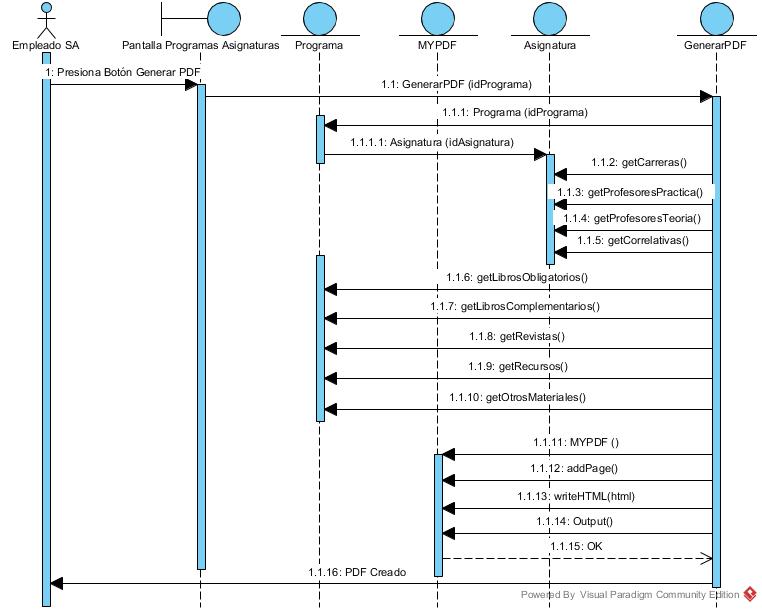 Empleado SA
Pantalla Programas Asignaturas
Programa
MYPDF
Asignatura
GenerarPDF
1: Presiona Botón Generar PDF
1.1: GenerarPDF (idPrograma)
1.1.1: Programa (idPrograma)
1.1.1.1: Asignatura (idAsignatura)
1.1.2: getCarreras()
1.1.3: getProfesoresPractica()
1.1.4: getProfesoresTeoria()
1.1.5: getCorrelativas()
1.1.6: getLibrosObligatorios()
1.1.7: getLibrosComplementarios()
1.1.8: getRevistas()
1.1.9: getRecursos()
1.1.10: getOtrosMateriales()
1.1.11: MYPDF ()
1.1.12: addPage()
1.1.13: writeHTML(html)
1.1.14: Output()
1.1.15: OK
1.1.16: PDF Creado
Powered By Visual Paradigm Community Edition